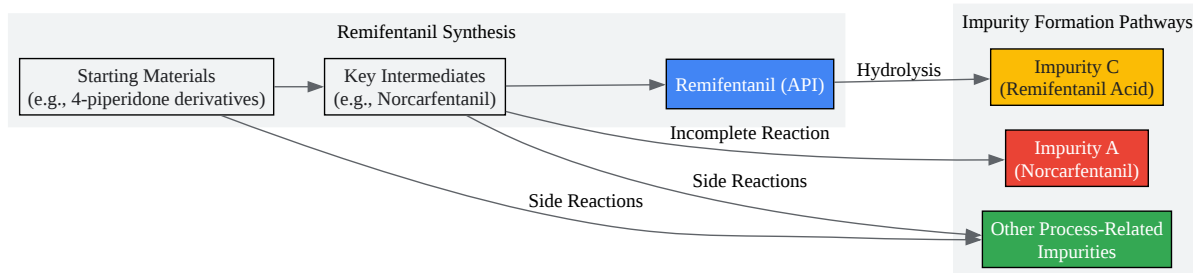 Remifentanil Synthesis
Impurity Formation Pathways
Starting Materials
(e.g., 4-piperidone derivatives)
Key Intermediates
(e.g., Norcarfentanil)
Remifentanil (API)
Hydrolysis
Impurity C
(Remifentanil Acid)
Incomplete Reaction
Impurity A
(Norcarfentanil)
Side Reactions
Side Reactions
Other Process-Related
Impurities